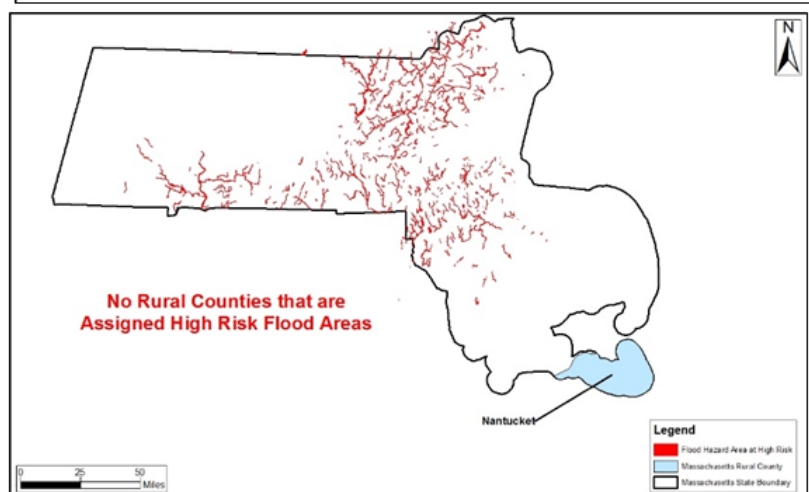 N
No Rural Counties that are
Assigned High Risk Flood Areas
Nantucket
Legend
Flood Hazard Area at High Risk
Massachusetts Rural County
Massachusetts State Boundary
0 25 50
Miles